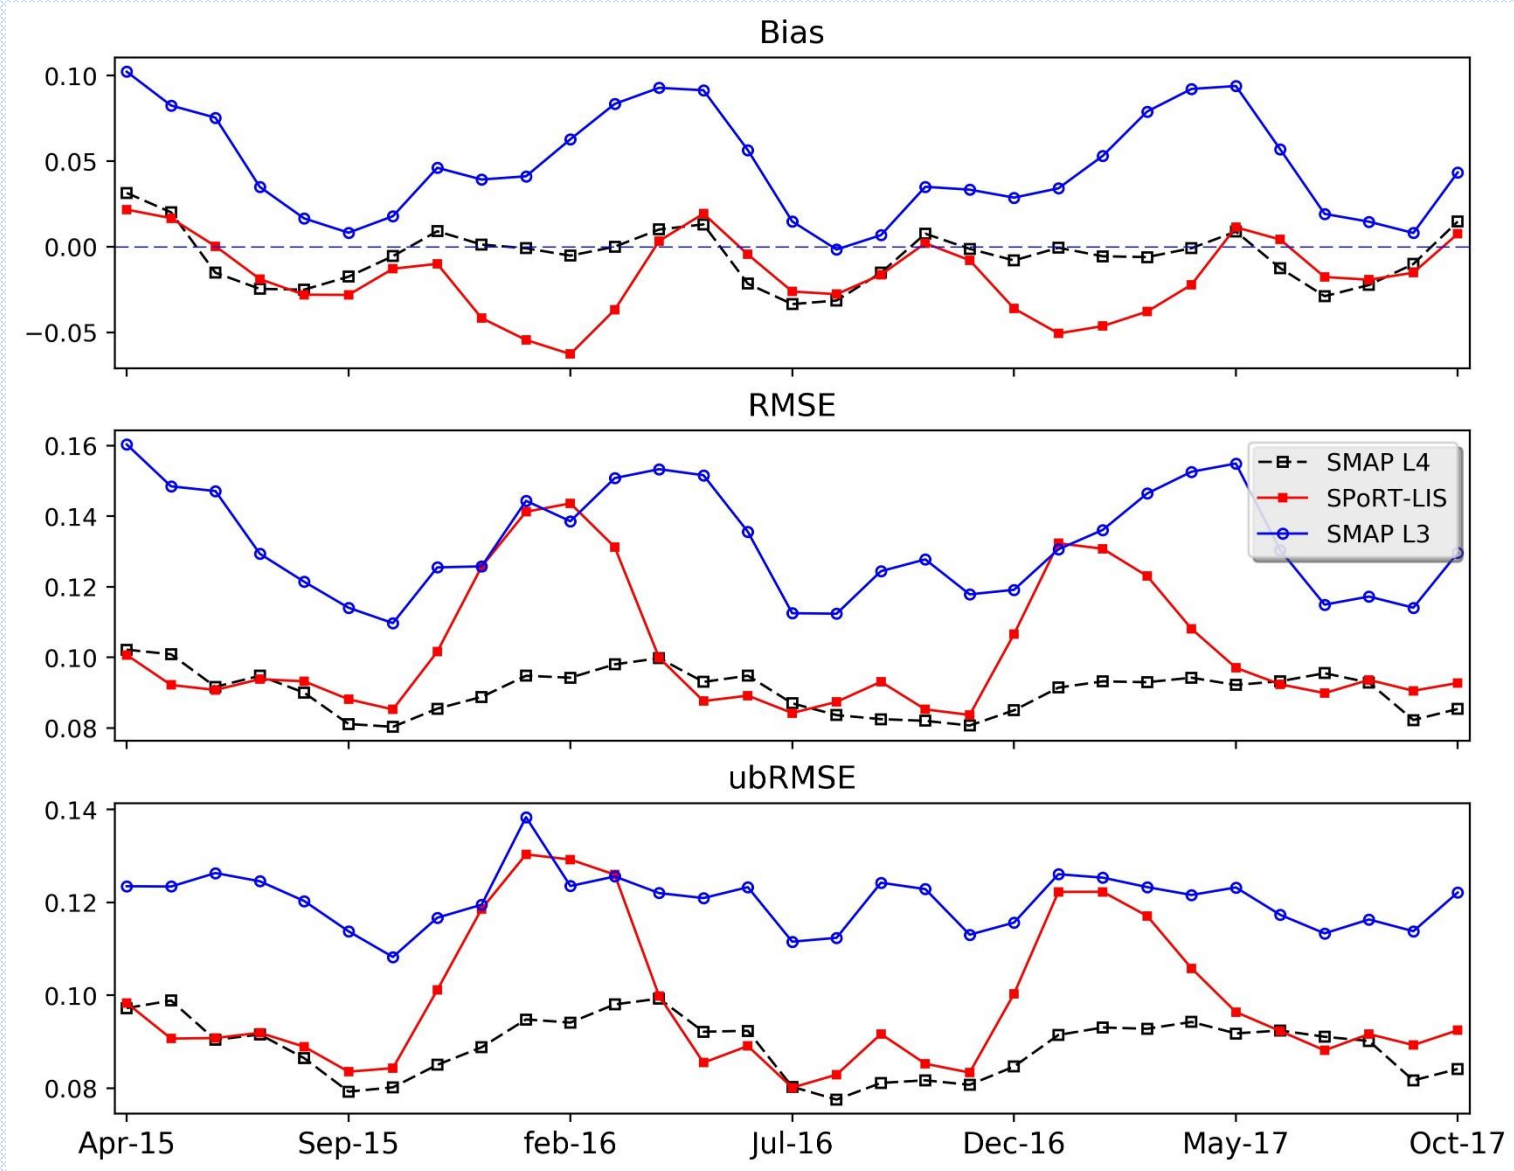 Bias
0.10
0.05
0.00
−0.05
RMSE
0.16
0.14
0.12
0.10
0.08
SMAP L4
SPoRT-LIS
SMAP L3
ubRMSE
0.14
0.12
0.10
0.08
Apr-15 Sep-15 feb-16 Jul-16 Dec-16 May-17 Oct-17